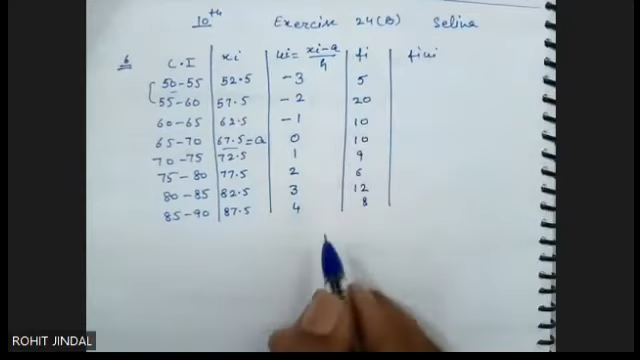 10th Exercise 24(B) Selina
6 C.I xi ui = xi-a/h fi fiui
50-55 52.5 -3 5
55-60 57.5 -2 20
60-65 62.5 -1 10
65-70 67.5=a 0 10
70-75 72.5 1 9
75-80 77.5 2 6
80-85 82.5 3 12
85-90 87.5 4 8
ROHIT JINDAL